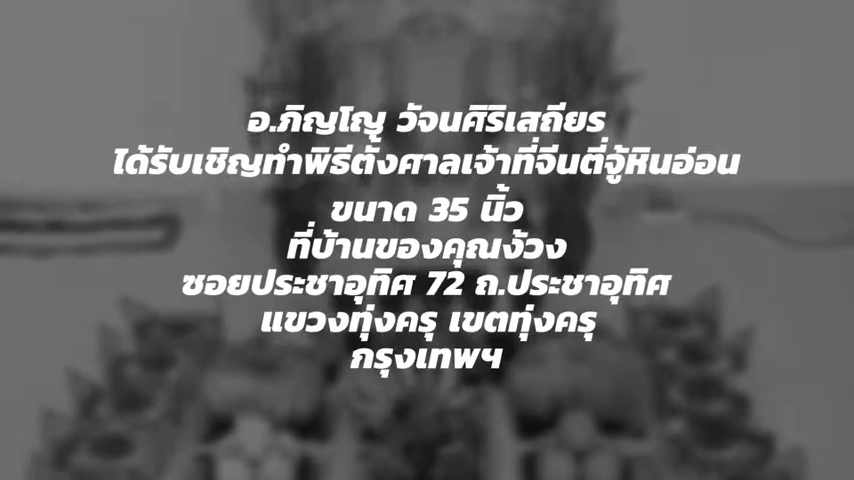 อ.ภิญโญ วัจนศิริเสถียร
ได้รับเชิญทำพิธีตั้งศาลเจ้าที่จีนตี่จู้หินอ่อน
ขนาด 35 นิ้ว
ที่บ้านของคุณง้วง
ซอยประชาอุทิศ 72 ถ.ประชาอุทิศ
แขวงทุ่งครุ เขตทุ่งครุ
กรุงเทพฯ